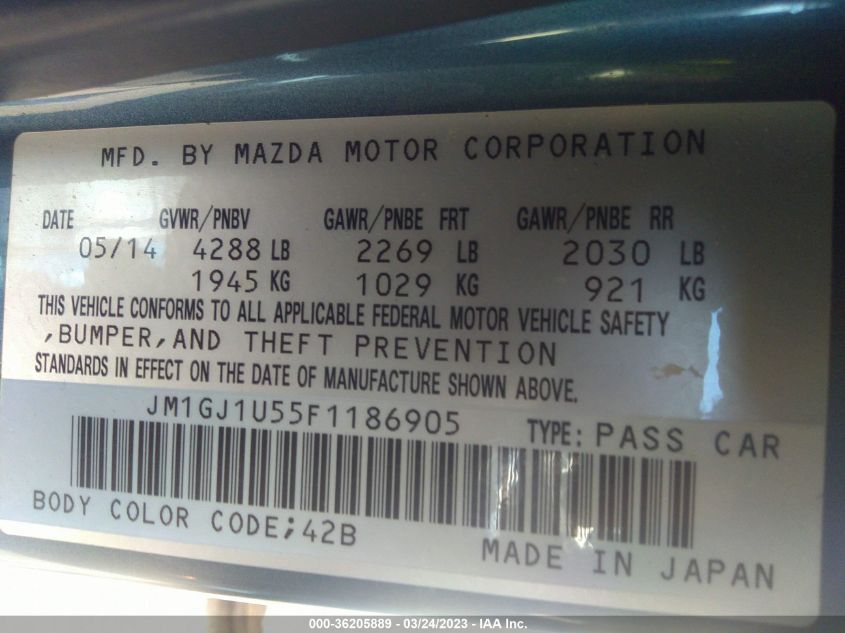 MFD. BY MAZDA MOTOR CORPORATION
DATE GVWR/PNBV GAWR/PNBE FRT GAWR/PNBE RR
05/14 4288 LB 2269 LB 2030 LB
1945 KG 1029 KG 921 KG
THIS VEHICLE CONFORMS TO ALL APPLICABLE FEDERAL MOTOR VEHICLE SAFETY
,BUMPER,AND THEFT PREVENTION
STANDARDS IN EFFECT ON THE DATE OF MANUFACTURE SHOWN ABOVE.
JM1GJ1U55F1186905 TYPE: PASS CAR
BODY COLOR CODE;42B
MADE IN JAPAN
000-36205889 - 03/24/2023 - IAA Inc.